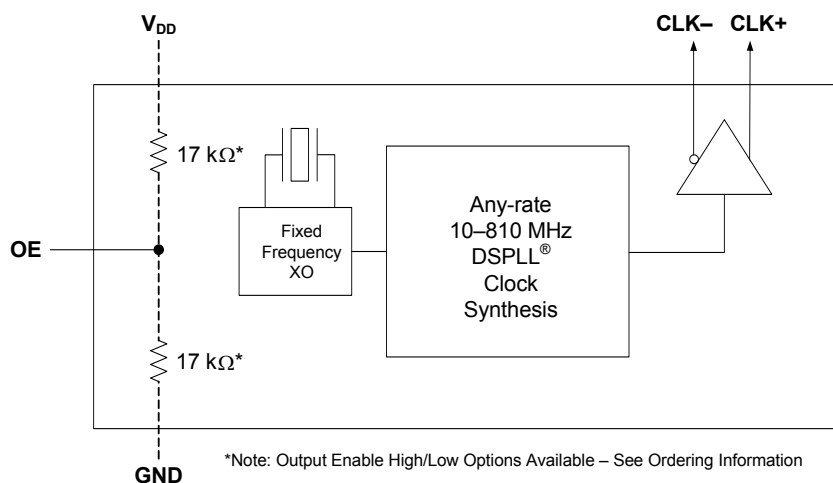 V_DD
CLK–  CLK+
17 kΩ*
OE
Fixed
Frequency
XO
Any-rate
10–810 MHz
DSPLL®
Clock
Synthesis
17 kΩ*
GND
*Note: Output Enable High/Low Options Available – See Ordering Information